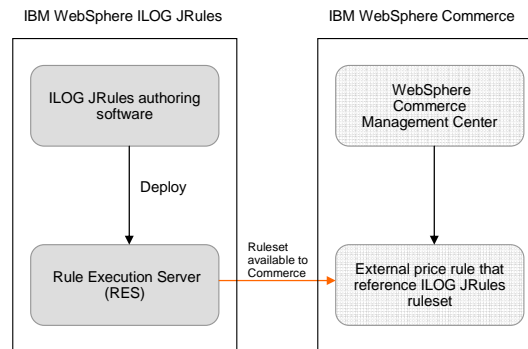 IBM WebSphere ILOG JRules
IBM WebSphere Commerce
ILOG JRules authoring
software
WebSphere
Commerce
Management Center
Deploy
Ruleset
available to
Commerce
Rule Execution Server
(RES)
External price rule that
reference ILOG JRules
ruleset